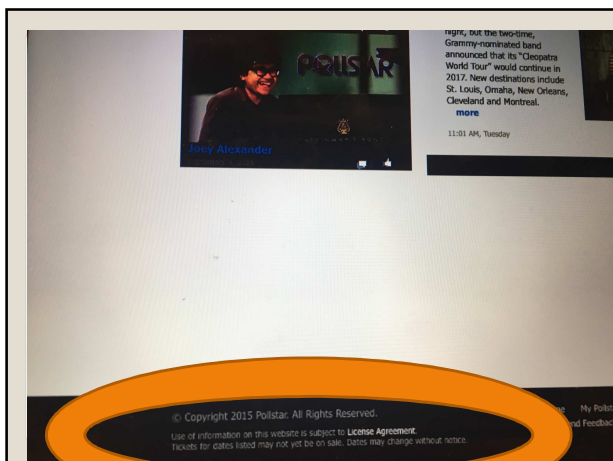 POLLSTAR
Joey Alexander
night, but the two-time,
Grammy-nominated band
announced that its "Cleopatra
World Tour" would continue in
2017. New destinations include
St. Louis, Omaha, New Orleans,
Cleveland and Montreal.
more
11:01 AM, Tuesday
© Copyright 2015 Pollstar. All Rights Reserved.
Use of information on this website is subject to License Agreement.
Tickets for dates listed may not yet be on sale. Dates may change without notice.
My Pollst
nd Feedbac